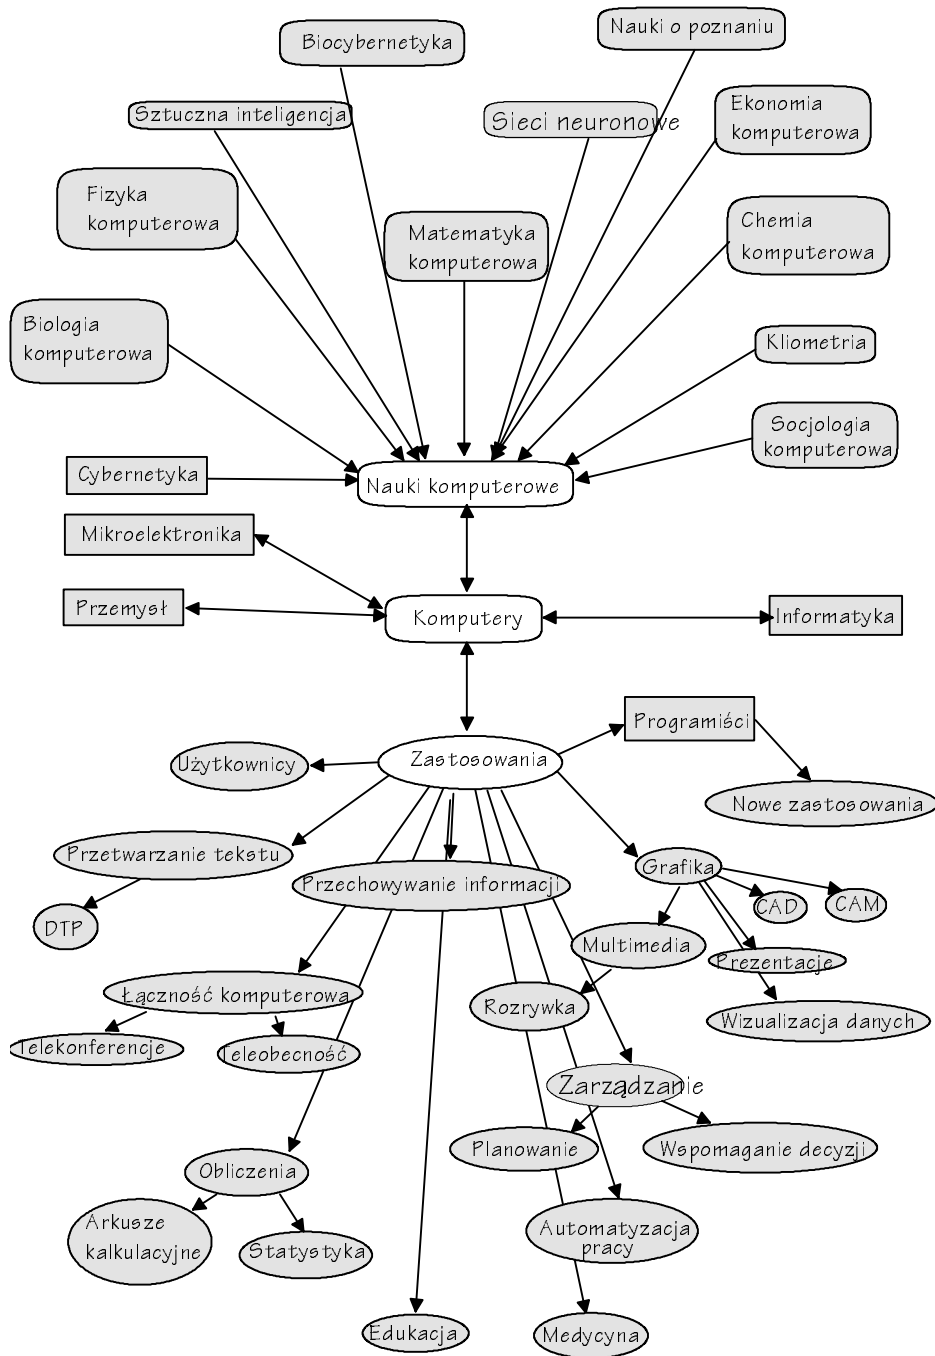 Nauki o poznaniu
Biocybernetyka
Sztuczna inteligencja
Sieci neuronowe
Ekonomia
komputerowa
Fizyka
komputerowa
Matematyka
komputerowa
Chemia
komputerowa
Biologia
komputerowa
Kliometria
Socjologia
komputerowa
Cybernetyka
Nauki komputerowe
Mikroelektronika
Przemysł
Komputery
Informatyka
Programiści
Użytkownicy
Zastosowania
Nowe zastosowania
Przetwarzanie tekstu
Przechowywanie informacji
Grafika
CAD
CAM
DTP
Multimedia
Prezentacje
Łączność komputerowa
Rozrywka
Wizualizacja danych
Telekonferencje
Teleobecność
Zarządzanie
Planowanie
Wspomaganie decyzji
Obliczenia
Arkusze
kalkulacyjne
Statystyka
Automatyzacja
pracy
Edukacja
Medycyna